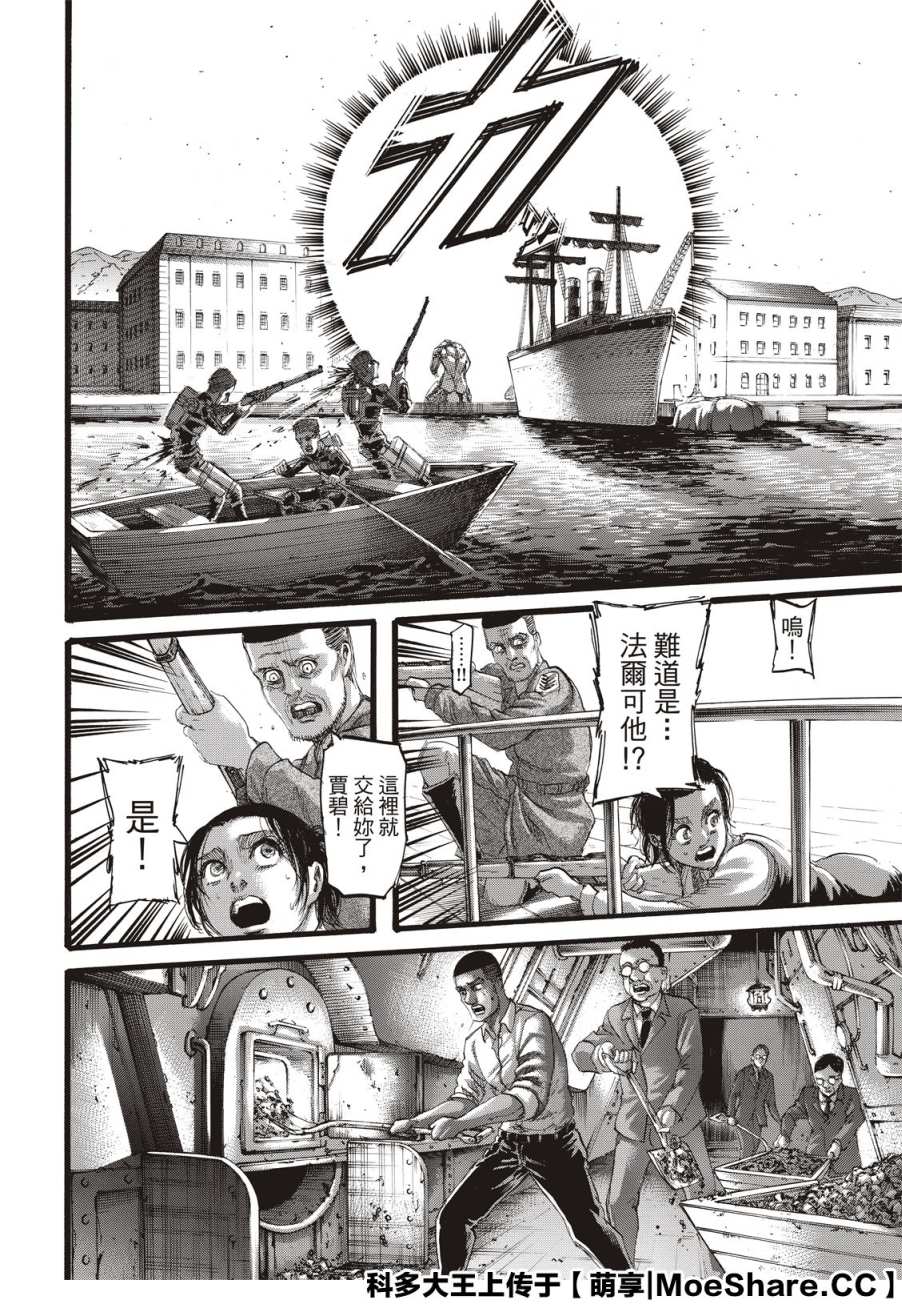 カッ
嗚！
難道是…
法爾可他!?
……!!
這裡就
交給妳了，
賈碧！
是！
科多大王上传于【 萌享|MoeShare.CC】